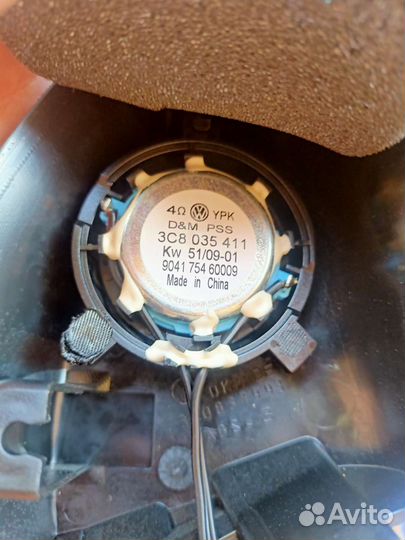 4Ω YPK
D&M PSS
3C8 035 411
Kw 51/09-01
9041 754 60009
Made in China
Avito